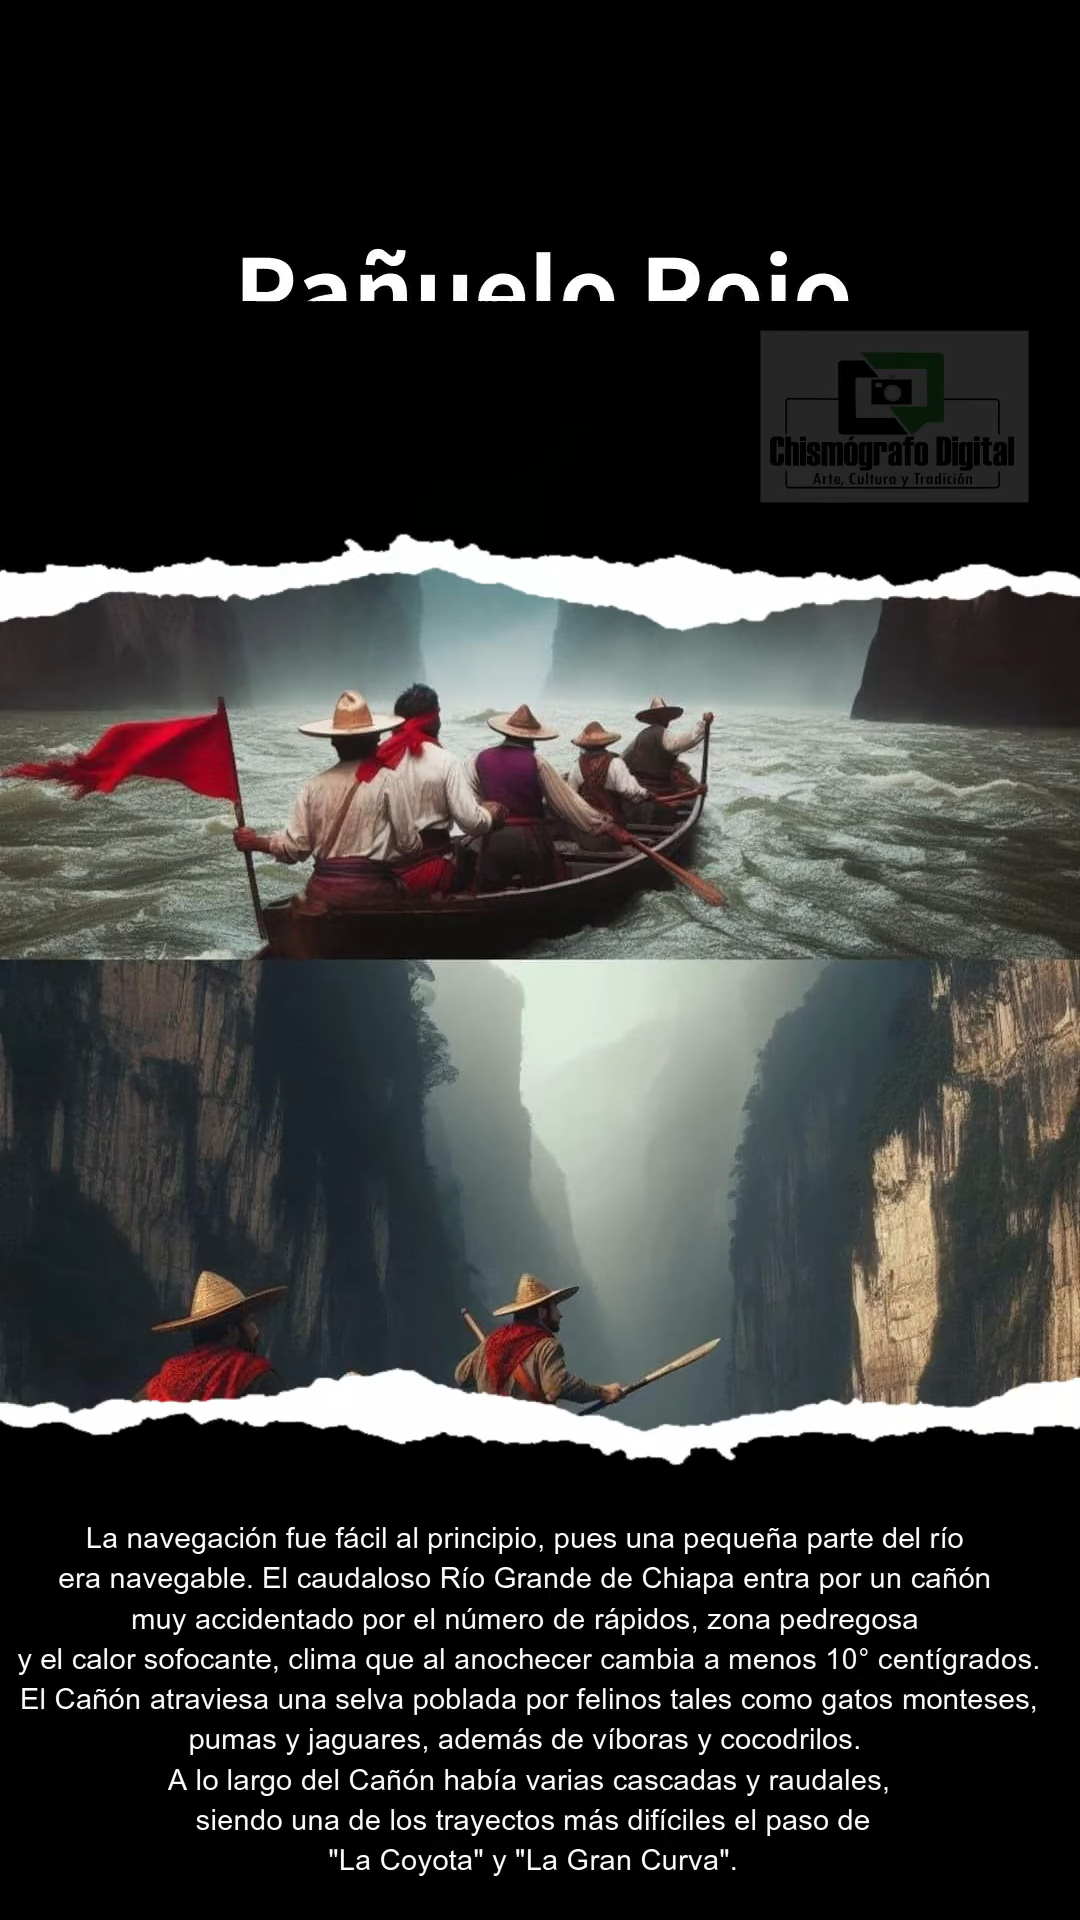 Pañuelo Rojo
Chismógrafo Digital
Arte, Cultura y Tradición
La navegación fue fácil al principio, pues una pequeña parte del río
era navegable. El caudaloso Río Grande de Chiapa entra por un cañón
muy accidentado por el número de rápidos, zona pedregosa
y el calor sofocante, clima que al anochecer cambia a menos 10° centígrados.
El Cañón atraviesa una selva poblada por felinos tales como gatos monteses,
pumas y jaguares, además de víboras y cocodrilos.
A lo largo del Cañón había varias cascadas y raudales,
siendo una de los trayectos más difíciles el paso de
"La Coyota" y "La Gran Curva".